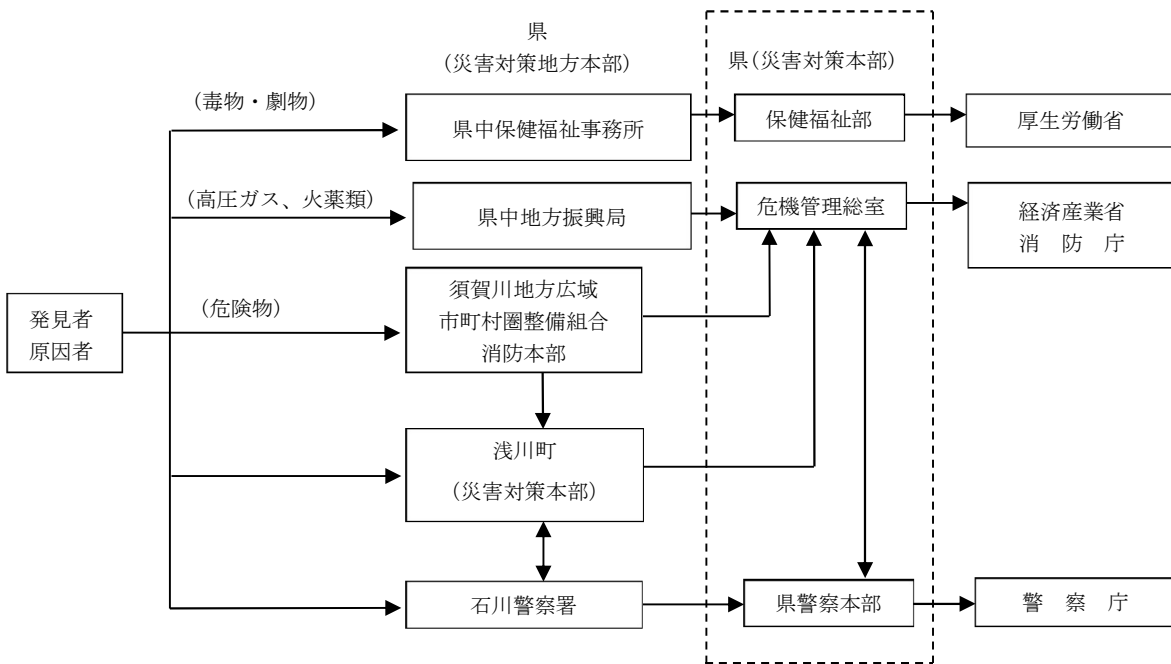 県
（災害対策地方本部）
県（災害対策本部）
（毒物・劇物）
県中保健福祉事務所
保健福祉部
厚生労働省
（高圧ガス、火薬類）
県中地方振興局
危機管理総室
経済産業省
消　防　庁
発見者
原因者
（危険物）
須賀川地方広域
市町村圏整備組合
消防本部
浅川町
（災害対策本部）
石川警察署
県警察本部
警　察　庁